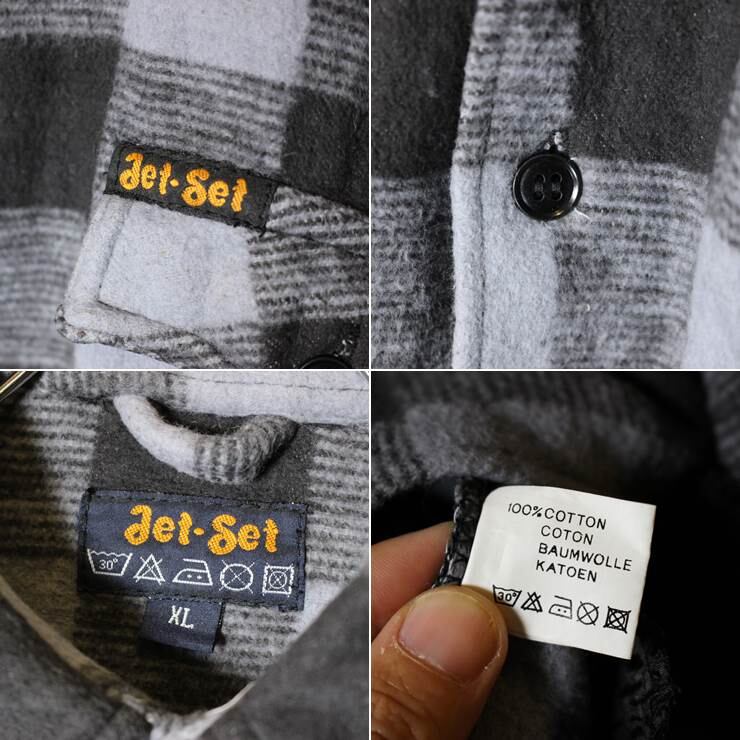 Jet-Set
Jet-Set
30°
XL
100% COTTON
COTON
BAUMWOLLE
KATOEN
30°